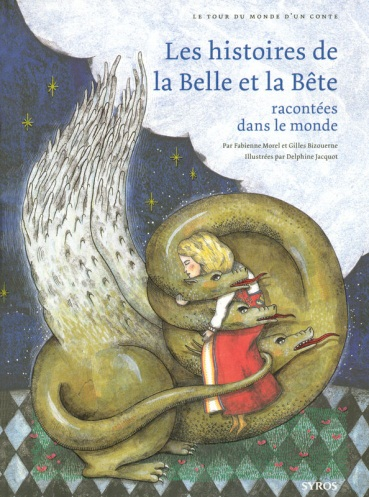 LE TOUR DU MONDE D'UN CONTE
Les histoires de
la Belle et la Bête
racontées
dans le monde
Par Fabienne Morel et Gilles Bizouerne
Illustrées par Delphine Jacquot
SYROS